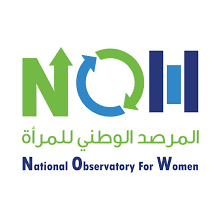 NOW
المرصد الوطني للمرأة
National Observatory For Women